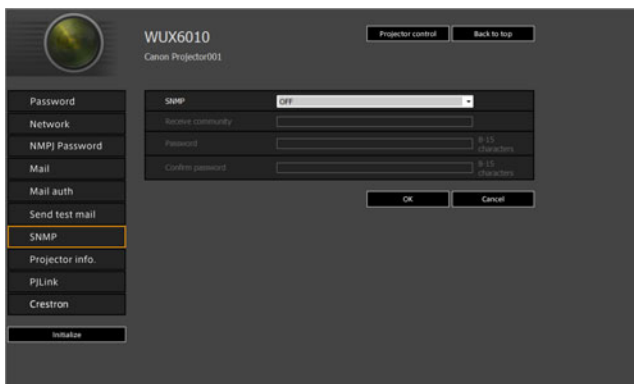 WUX6010
Projector control
Back to top
Canon Projector001
Password
Network
NMPJ Password
Mail
Mail auth
Send test mail
SNMP
Projector info.
PJLink
Crestron
Initialize
SNMP OFF
Receive community
Password 8-15 characters
Confirm password 8-15 characters
OK
Cancel